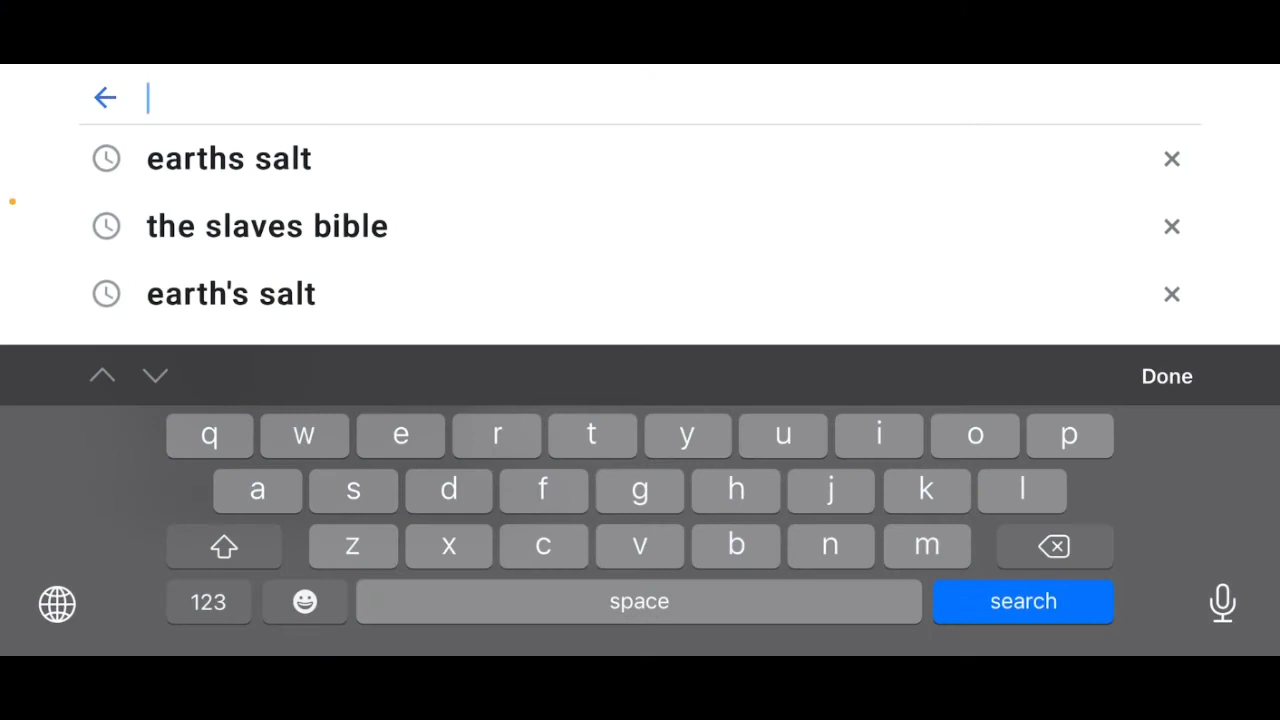 earths salt
the slaves bible
earth's salt
Done
q w e r t y u i o p
a s d f g h j k l
z x c v b n m
123 space search